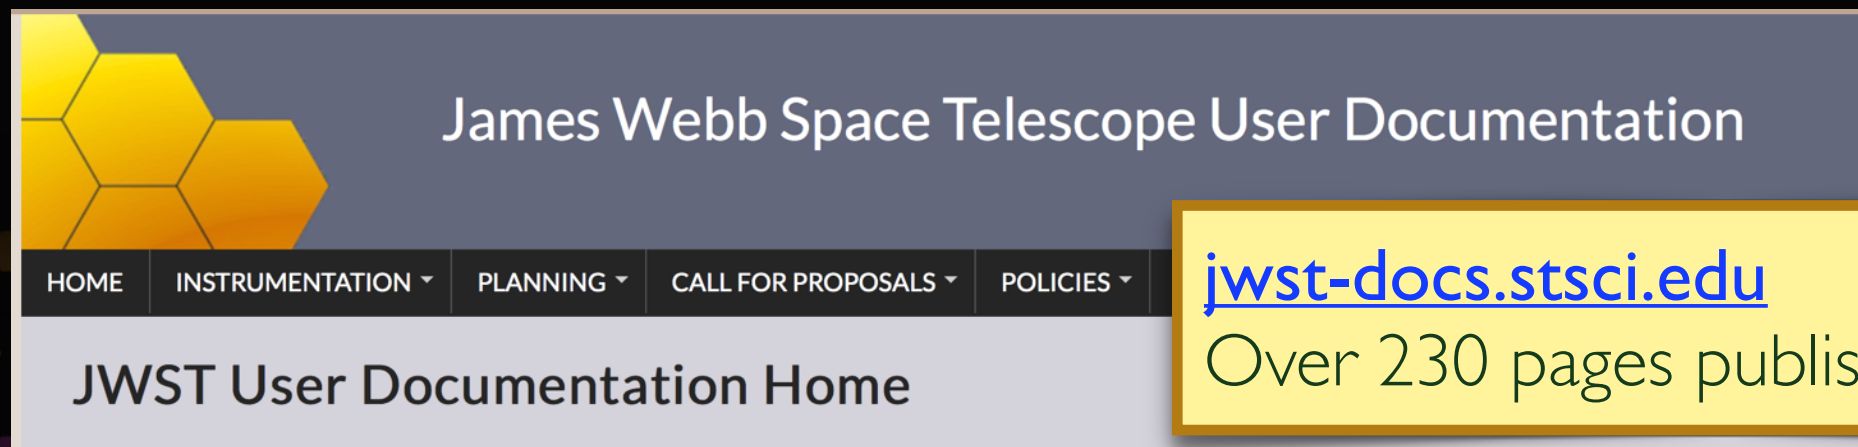 James Webb Space Telescope User Documentation
HOME INSTRUMENTATION PLANNING CALL FOR PROPOSALS POLICIES
jwst-docs.stsci.edu
Over 230 pages
JWST User Documentation Home